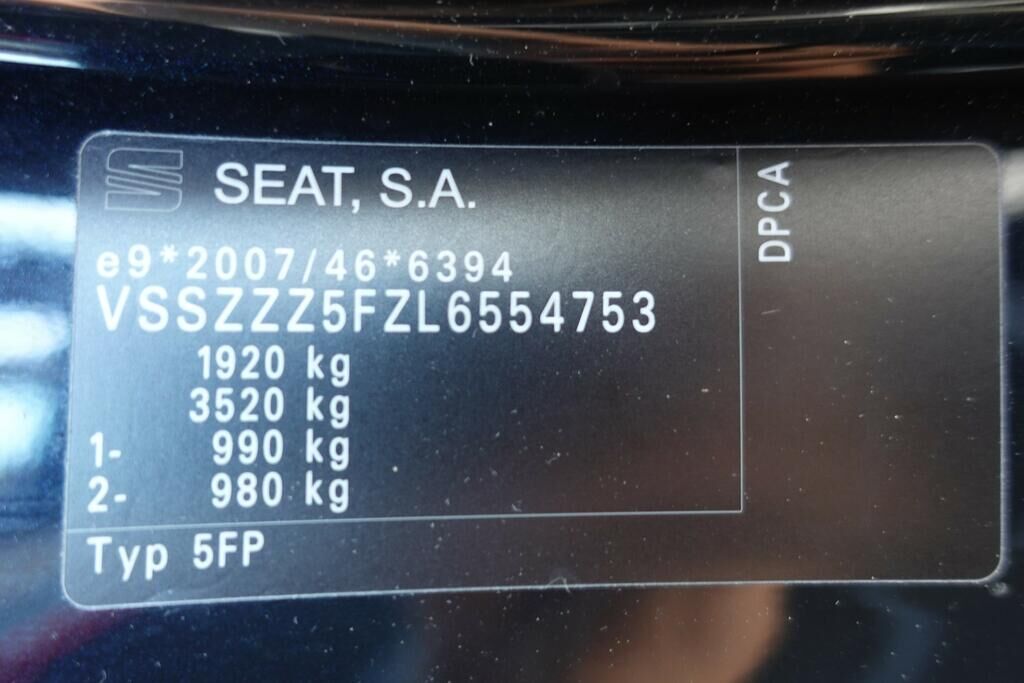 SEAT, S.A.
e9*2007/46*6394
VSSZZZ5FZL6554753
1920 kg
3520 kg
1- 990 kg
2- 980 kg
Typ 5FP
DPCA